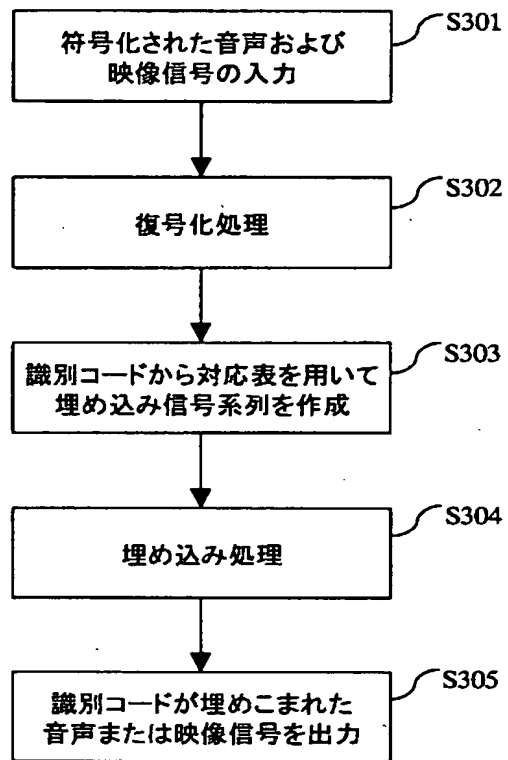 S301
符号化された音声および
映像信号の入力
S302
復号化処理
S303
識別コードから対応表を用いて
埋め込み信号系列を作成
S304
埋め込み処理
S305
識別コードが埋めこまれた
音声または映像信号を出力